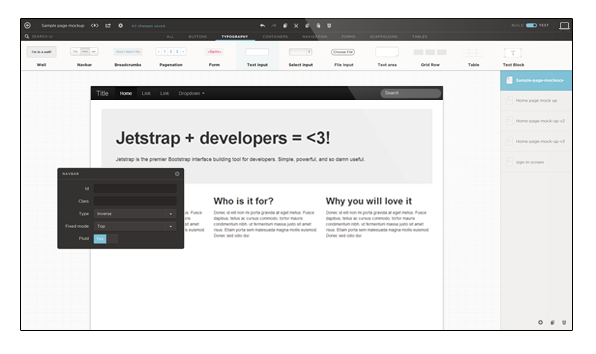 Sample page mockup
All changes saved
BUILD TEST
SEARCH UI
ALL BUTTONS TYPOGRAPHY CONTAINERS NAVIGATION FORMS SCAFFOLDING TABLES
I'm in a well!
Choose File
Well Navbar Breadcrumbs Pagenation Form Text input Select input File input Text area Grid Row Table Text Block
Sample-page-mockup
Title Home Link Link Dropdown Search
Home page mock up
Home-page-mock-up-v2
Home-page-mock-up-v3
sign-in-screen
Jetstrap + developers = <3!
Jetstrap is the premier Bootstrap interface building tool for developers. Simple, powerful, and so damn useful.
NAVBAR
Id
Class
Type Inverse
Fixed mode Top
Fluid Yes
Who is it for?
Why you will love it
Donec id elit non mi porta gravida at eget metus. Fusce
dapibus, tellus ac cursus commodo, tortor mauris
condimentum nibh, ut fermentum massa justo sit amet
risus. Etiam porta sem malesuada magna mollis euismod.
Donec sed odio dui.
Donec id elit non mi porta gravida at eget metus. Fusce
dapibus, tellus ac cursus commodo, tortor mauris
condimentum nibh, ut fermentum massa justo sit amet
risus. Etiam porta sem malesuada magna mollis euismod.
Donec sed odio dui.